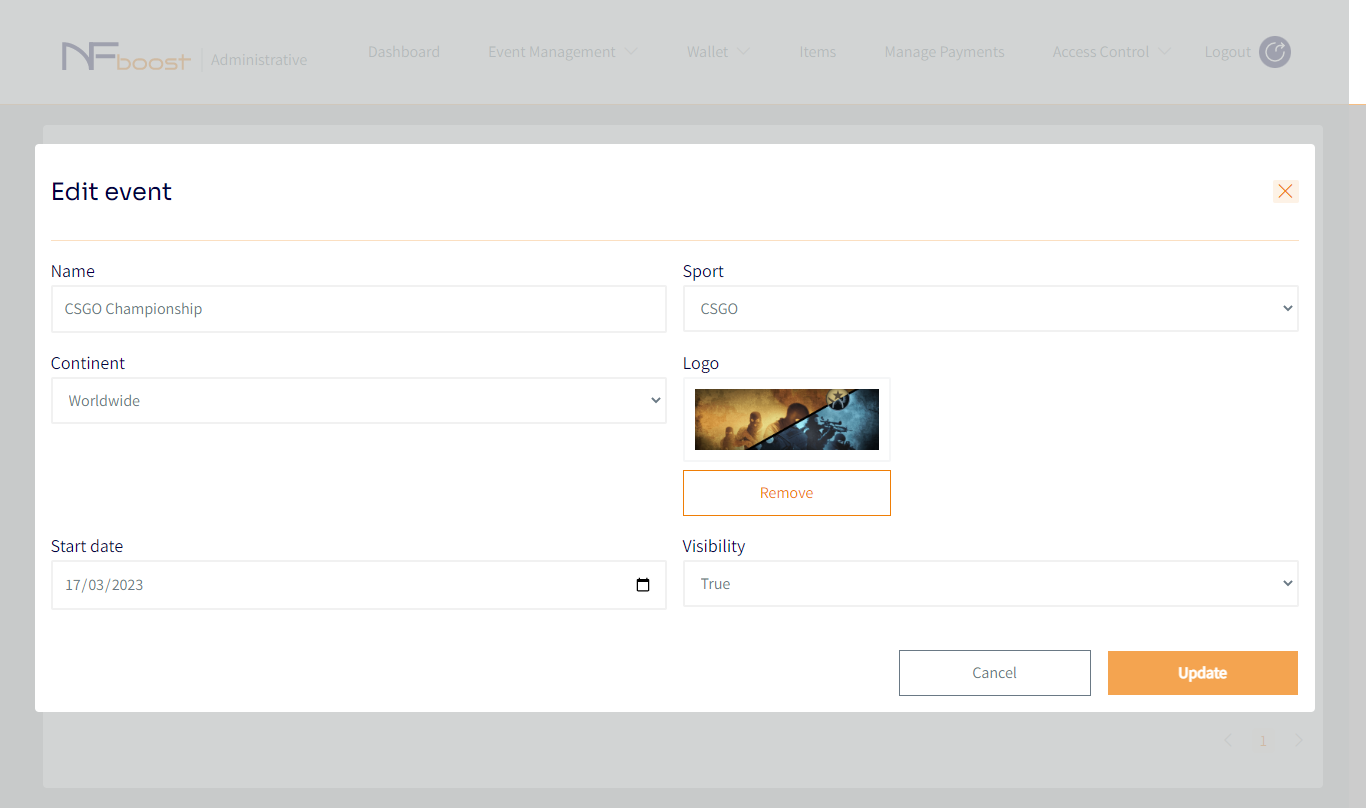 NFboost Administrative Dashboard Event Management Wallet Items Manage Payments Access Control Logout
Edit event
Name
CSGO Championship
Sport
CSGO
Continent
Worldwide
Logo
Remove
Start date
17/03/2023
Visibility
True
Cancel
Update
1